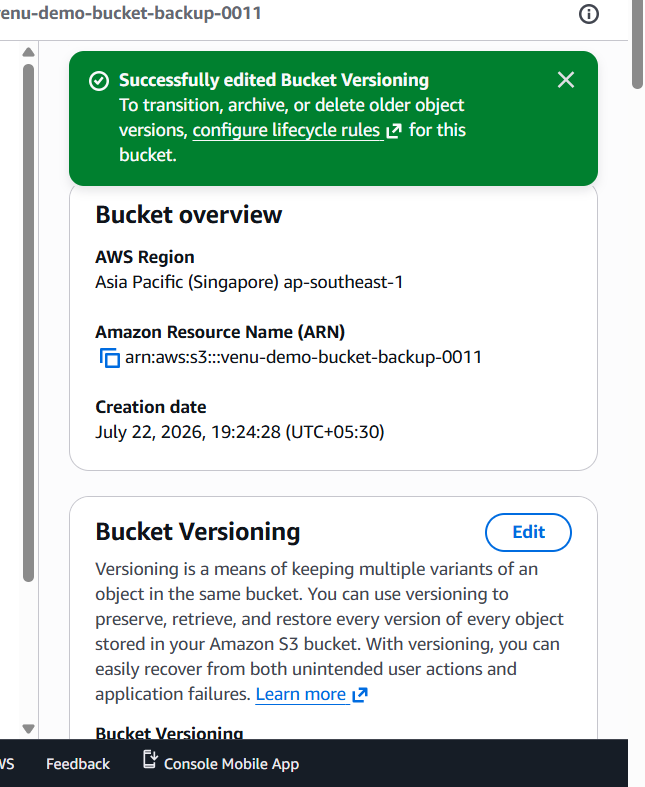 venu-demo-bucket-backup-0011
Successfully edited Bucket Versioning
To transition, archive, or delete older object
versions, configure lifecycle rules for this
bucket.
Bucket overview
AWS Region
Asia Pacific (Singapore) ap-southeast-1
Amazon Resource Name (ARN)
arn:aws:s3:::venu-demo-bucket-backup-0011
Creation date
July 22, 2026, 19:24:28 (UTC+05:30)
Bucket Versioning
Edit
Versioning is a means of keeping multiple variants of an
object in the same bucket. You can use versioning to
preserve, retrieve, and restore every version of every object
stored in your Amazon S3 bucket. With versioning, you can
easily recover from both unintended user actions and
application failures. Learn more
Bucket Versioning
WS Feedback Console Mobile App